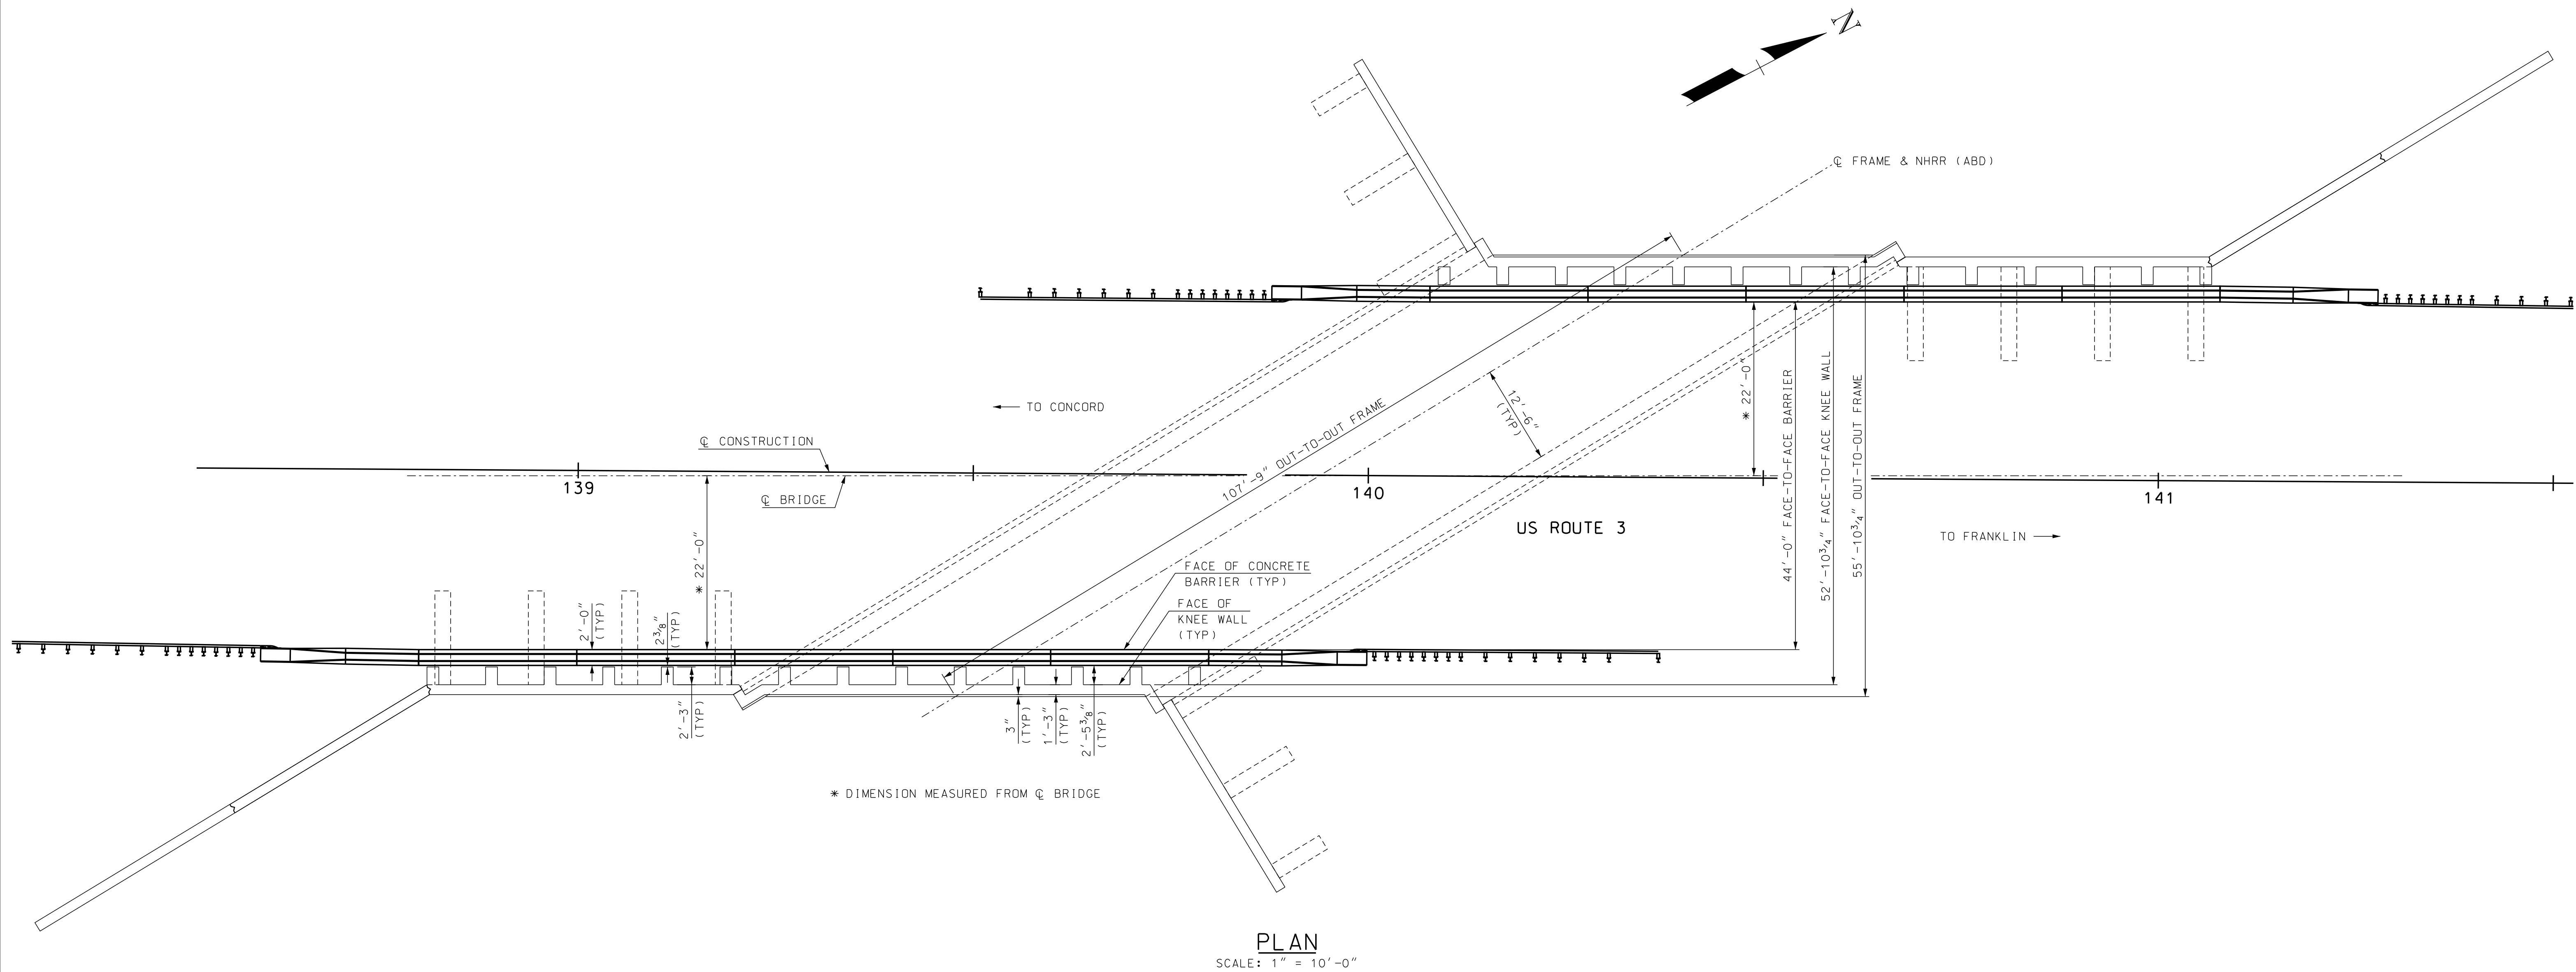 N
℄ FRAME & NHRR (ABD)
TO CONCORD
℄ CONSTRUCTION
℄ BRIDGE
139
140
141
107'-9" OUT-TO-OUT FRAME
12'-6"
(TYP)
* 22'-0"
44'-0" FACE-TO-FACE BARRIER
52'-10¾" FACE-TO-FACE KNEE WALL
55'-10¾" OUT-TO-OUT FRAME
US ROUTE 3
TO FRANKLIN
* 22'-0"
2'-0"
(TYP)
2⅜"
(TYP)
FACE OF CONCRETE
BARRIER (TYP)
FACE OF
KNEE WALL
(TYP)
2'-3"
(TYP)
3"
(TYP)
1'-3"
(TYP)
2'-5⅜"
(TYP)
* DIMENSION MEASURED FROM ℄ BRIDGE
PLAN
SCALE: 1" = 10'-0"